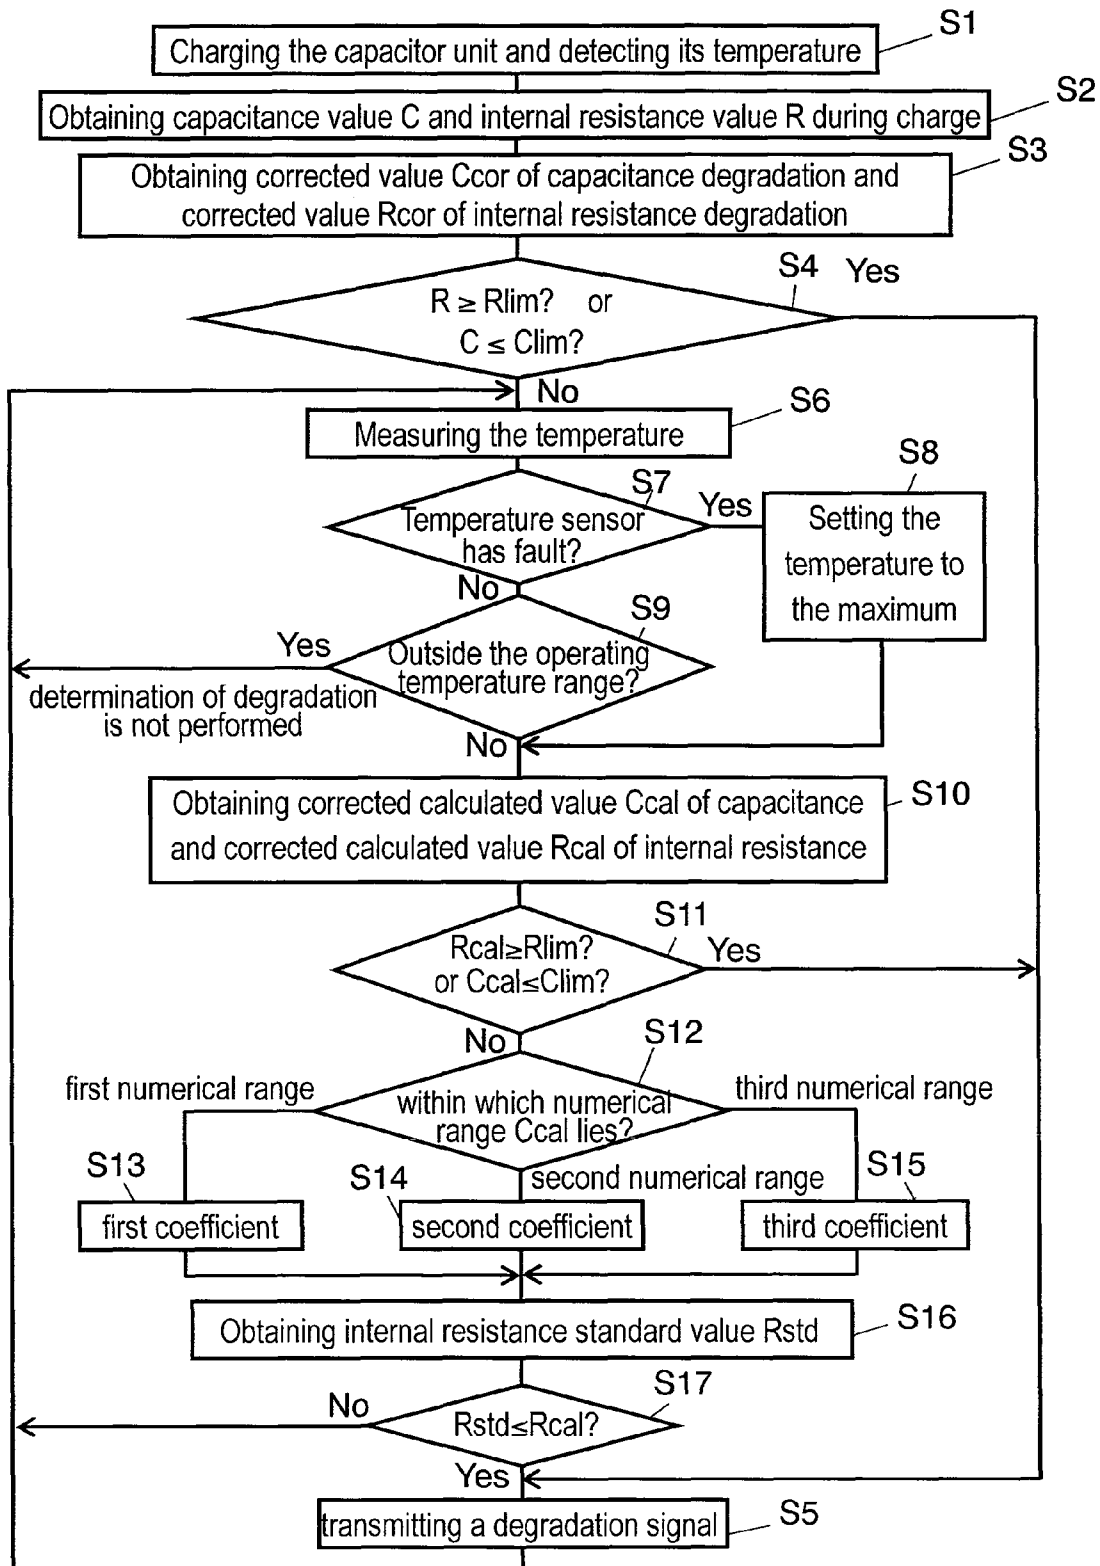 S1
Charging the capacitor unit and detecting its temperature
S2
Obtaining capacitance value C and internal resistance value R during charge
S3
Obtaining corrected value Ccor of capacitance degradation and
corrected value Rcor of internal resistance degradation
S4
Yes
R ≥ Rlim? or
C ≤ Clim?
No
S6
Measuring the temperature
S7
Temperature sensor
has fault?
Yes
No
S8
Setting the
temperature to
the maximum
S9
Outside the operating
temperature range?
Yes
determination of degradation
is not performed
No
S10
Obtaining corrected calculated value Ccal of capacitance
and corrected calculated value Rcal of internal resistance
S11
Rcal≥Rlim?
or Ccal≤Clim?
Yes
No
S12
within which numerical
range Ccal lies?
first numerical range
third numerical range
second numerical range
S13
first coefficient
S14
second coefficient
S15
third coefficient
S16
Obtaining internal resistance standard value Rstd
S17
Rstd≤Rcal?
No
Yes
S5
transmitting a degradation signal